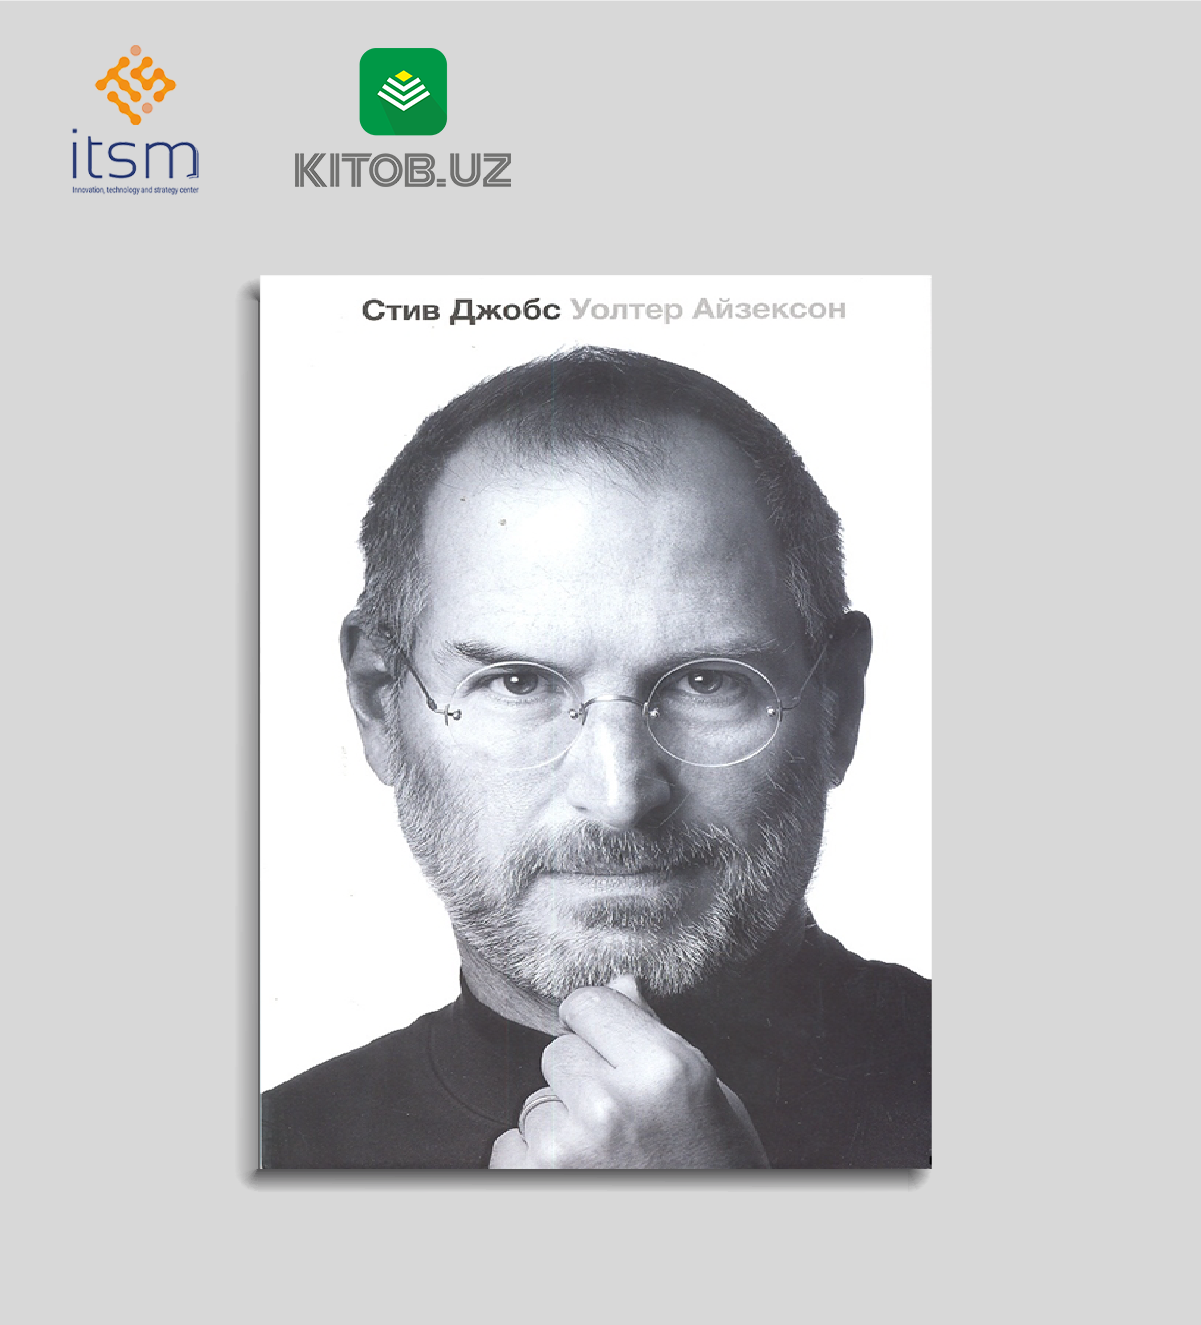 itsm
Innovation, technology and strategy center
KITOB.UZ
Стив Джобс Уолтер Айзексон